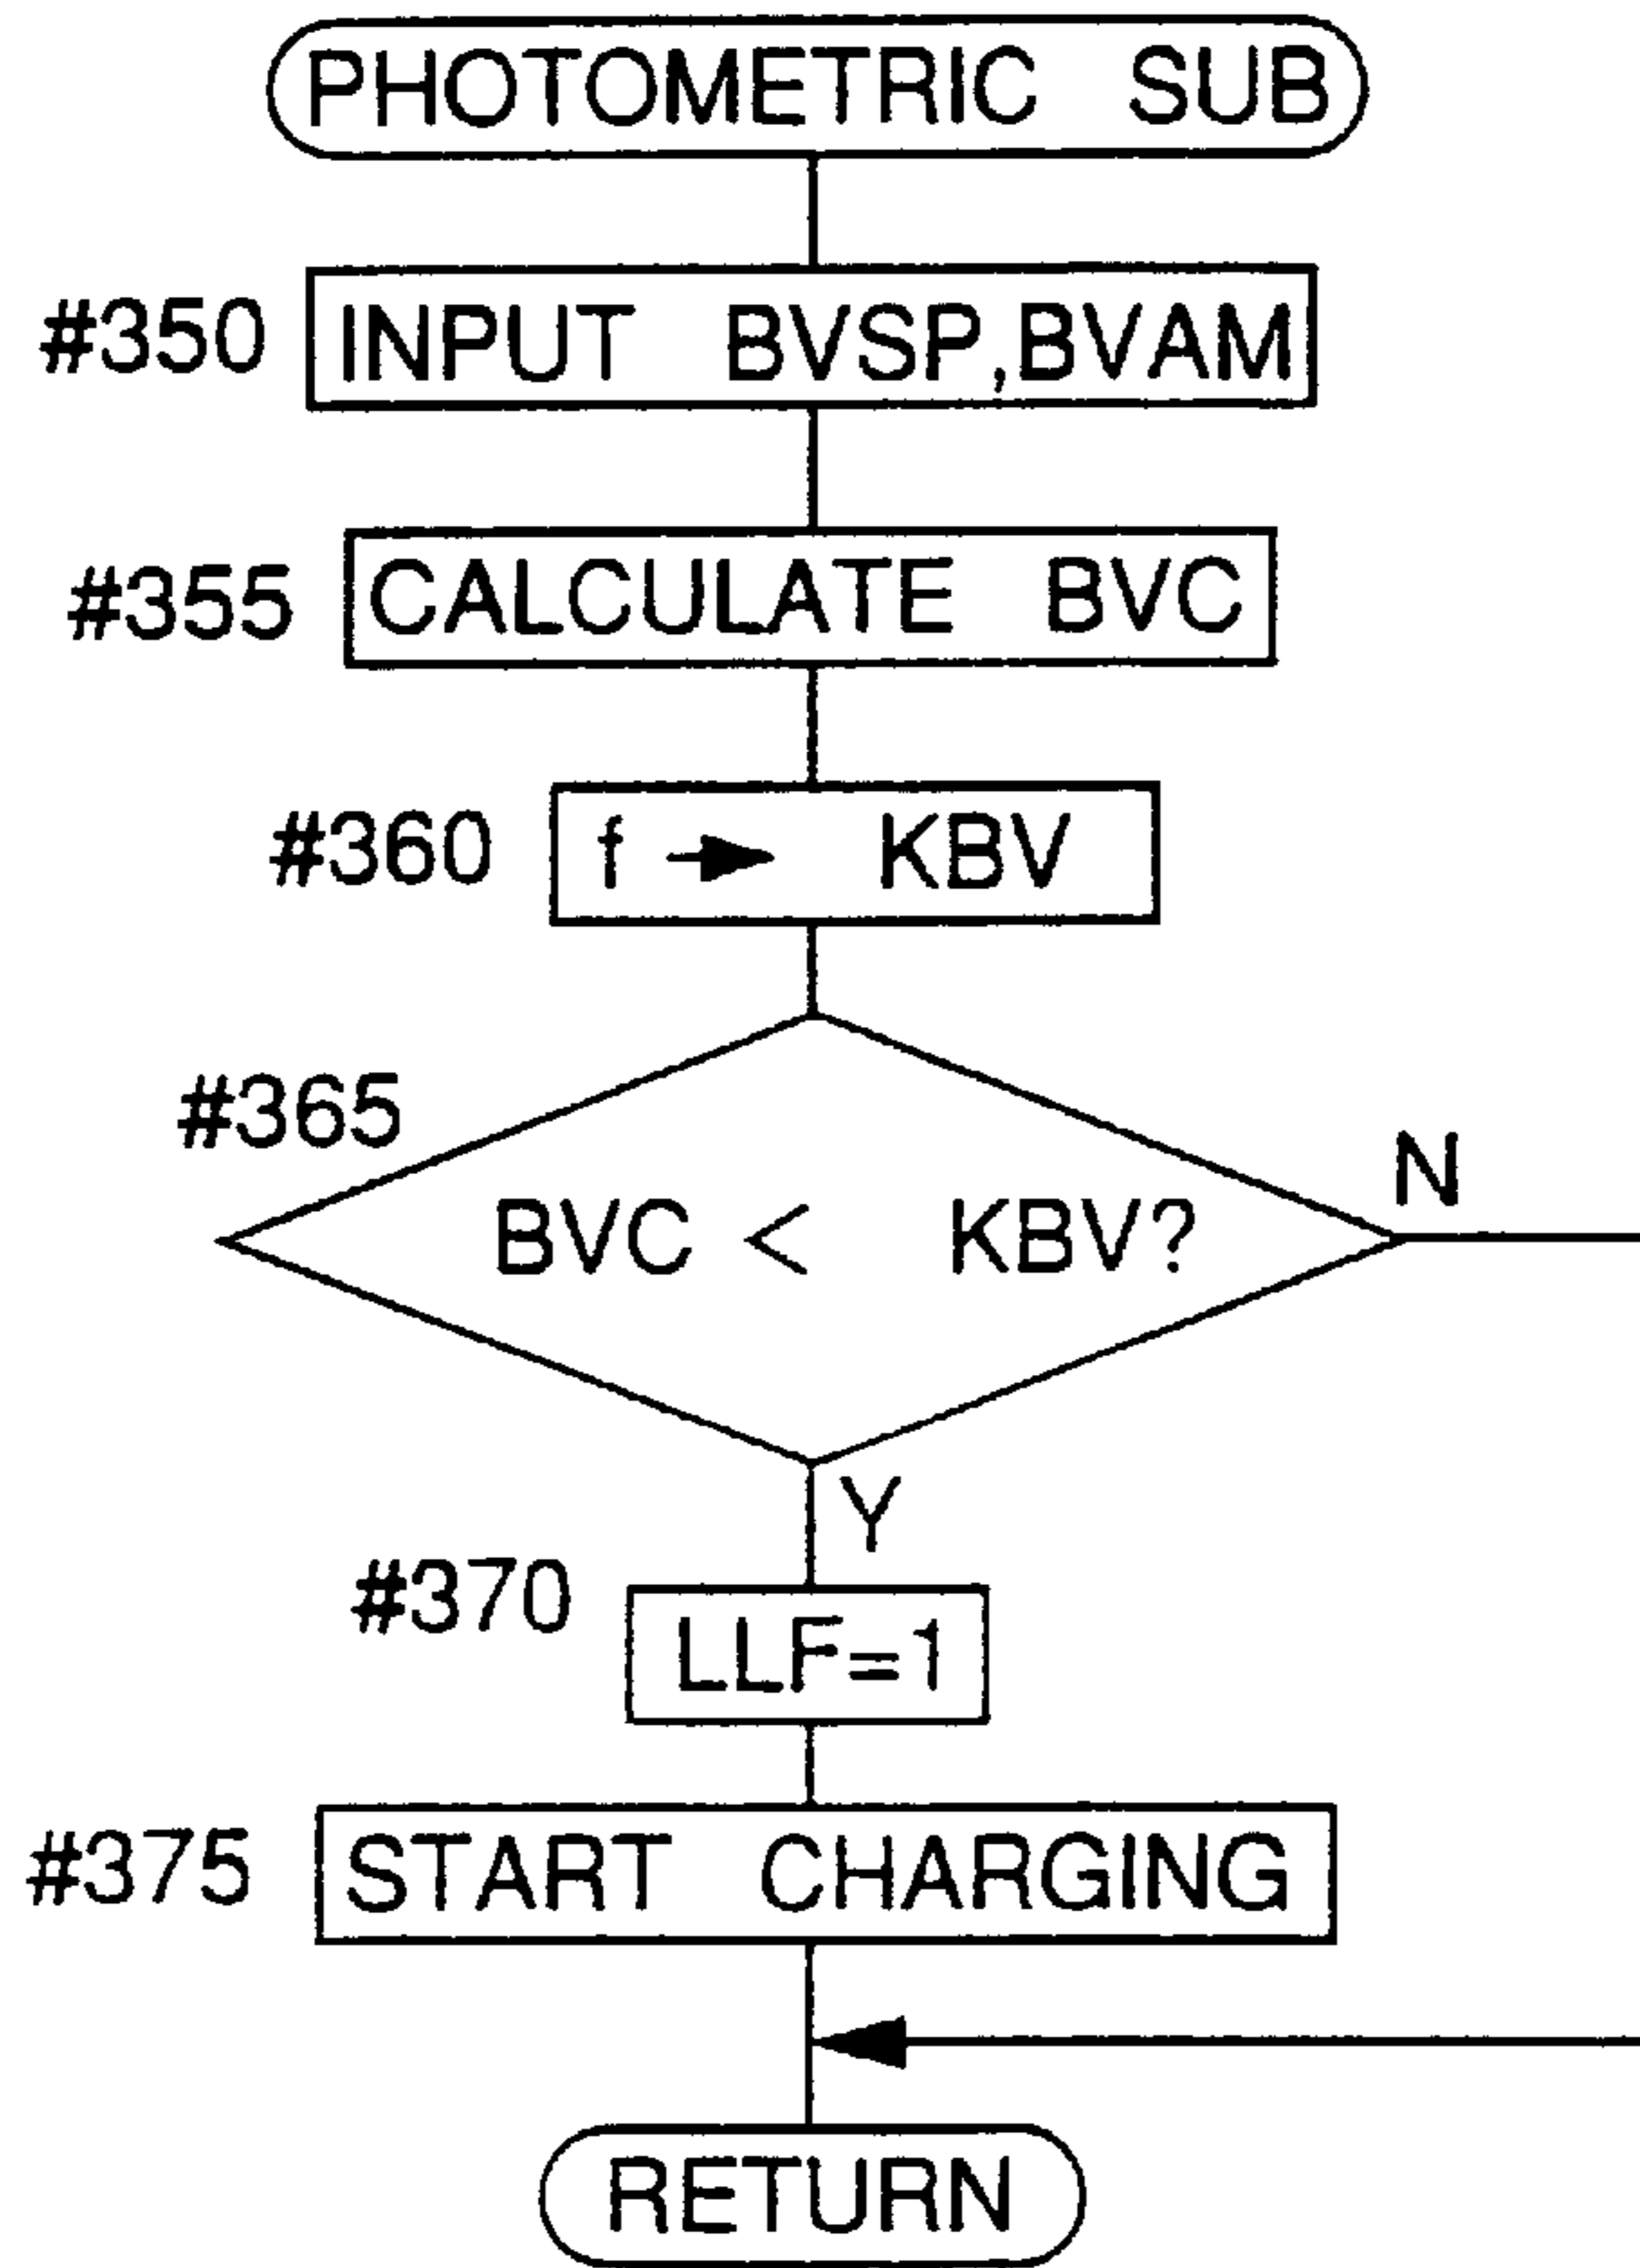 PHOTOMETRIC SUB
#350 INPUT BVSP,BVAM
#355 CALCULATE BVC
#360 f → KBV
#365
BVC < KBV?
N
Y
#370
LLF=1
#375 START CHARGING
RETURN